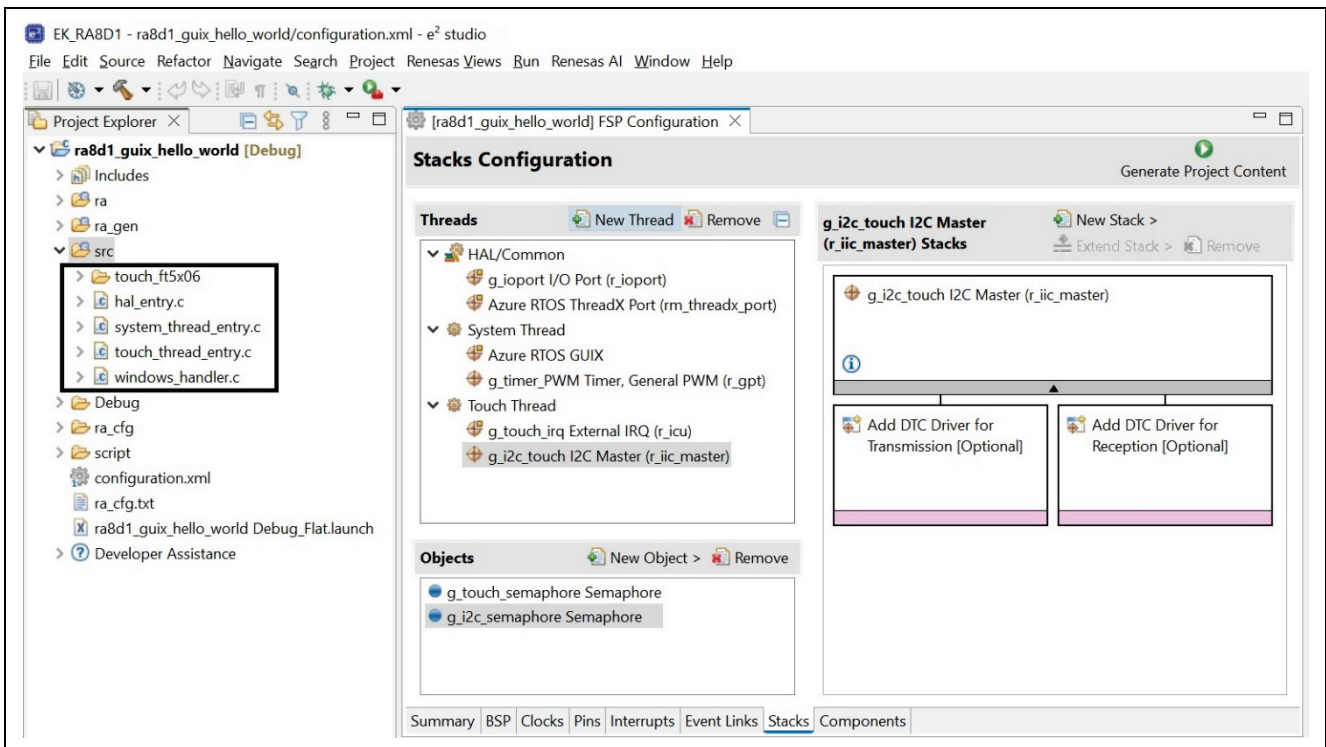 EK_RA8D1 - ra8d1_guix_hello_world/configuration.xml - e² studio
File Edit Source Refactor Navigate Search Project Renesas Views Run Renesas AI Window Help
Project Explorer
ra8d1_guix_hello_world [Debug]
Includes
ra
ra_gen
src
touch_ft5x06
hal_entry.c
system_thread_entry.c
touch_thread_entry.c
windows_handler.c
Debug
ra_cfg
script
configuration.xml
ra_cfg.txt
ra8d1_guix_hello_world Debug_Flat.launch
Developer Assistance
[ra8d1_guix_hello_world] FSP Configuration
Stacks Configuration
Generate Project Content
Threads New Thread Remove
HAL/Common
g_ioport I/O Port (r_ioport)
Azure RTOS ThreadX Port (rm_threadx_port)
System Thread
Azure RTOS GUIX
g_timer_PWM Timer, General PWM (r_gpt)
Touch Thread
g_touch_irq External IRQ (r_icu)
g_i2c_touch I2C Master (r_iic_master)
Objects New Object > Remove
g_touch_semaphore Semaphore
g_i2c_semaphore Semaphore
g_i2c_touch I2C Master
(r_iic_master) Stacks
New Stack >
Extend Stack > Remove
g_i2c_touch I2C Master (r_iic_master)
Add DTC Driver for
Transmission [Optional]
Add DTC Driver for
Reception [Optional]
Summary BSP Clocks Pins Interrupts Event Links Stacks Components